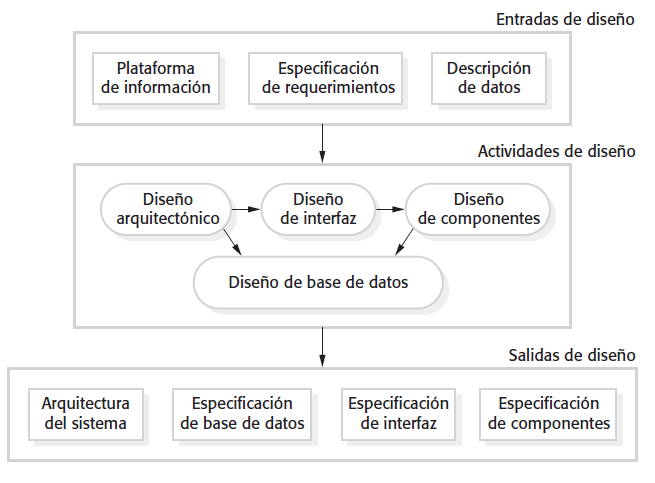 Entradas de diseño
Plataforma
de información
Especificación
de requerimientos
Descripción
de datos
Actividades de diseño
Diseño
arquitectónico
Diseño
de interfaz
Diseño
de componentes
Diseño de base de datos
Salidas de diseño
Arquitectura
del sistema
Especificación
de base de datos
Especificación
de interfaz
Especificación
de componentes